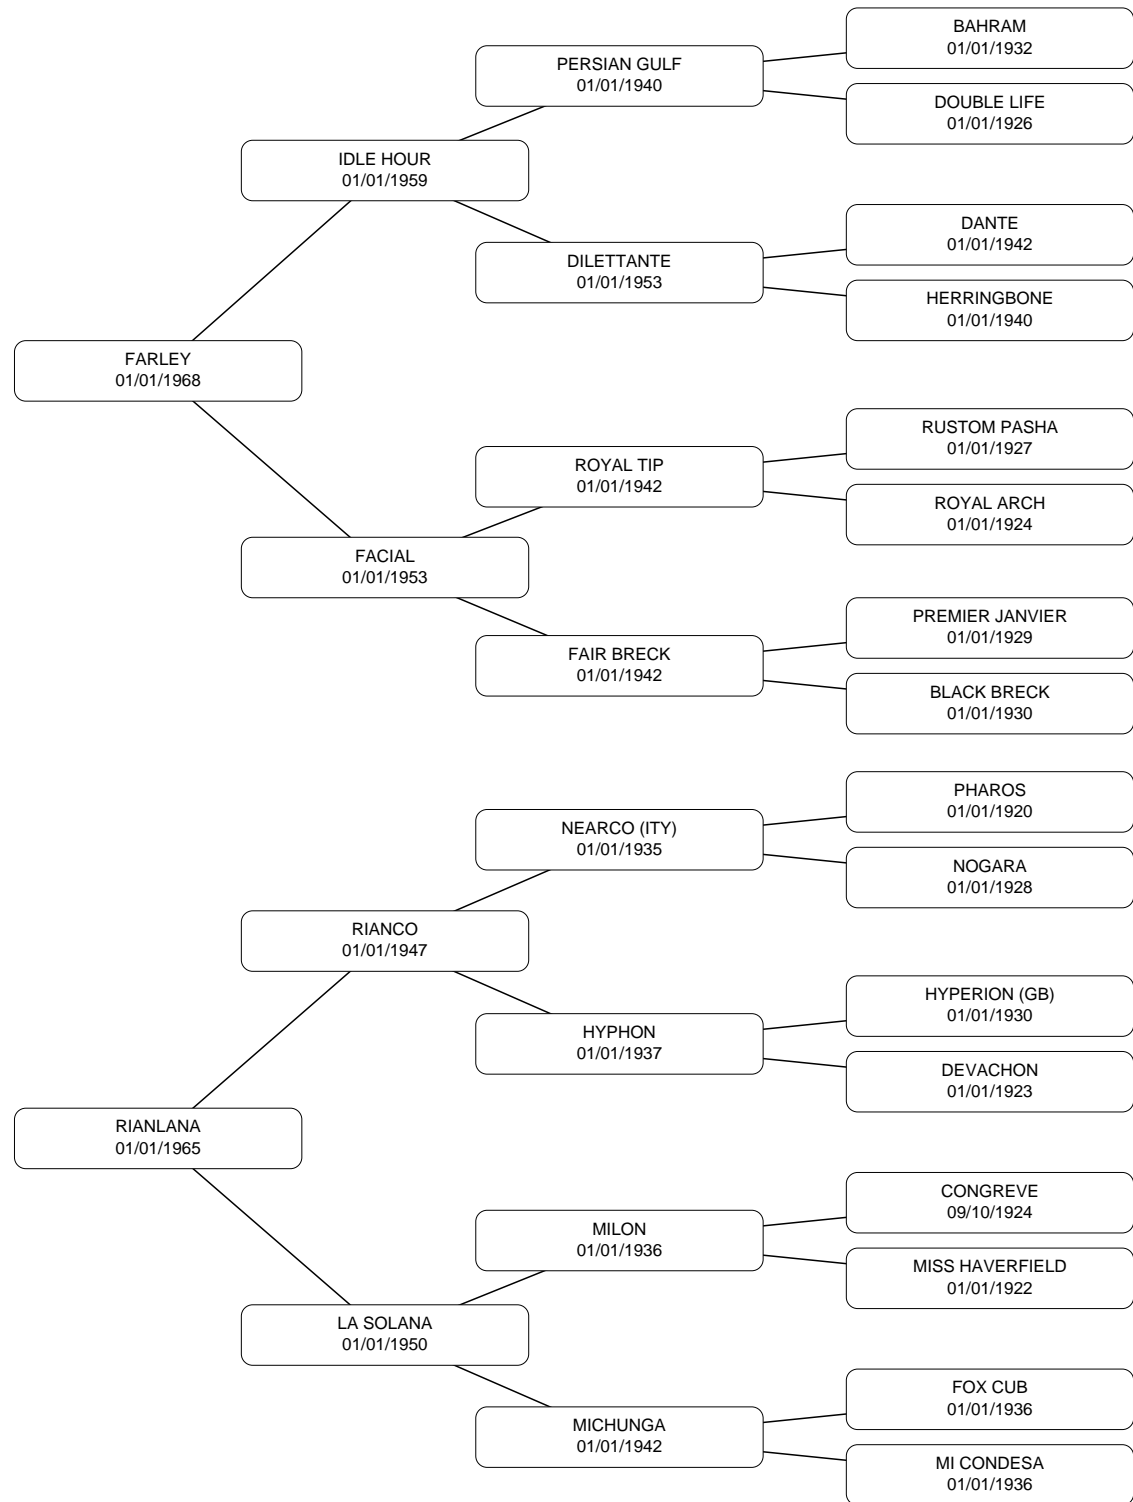 BAHRAM
01/01/1932
PERSIAN GULF
01/01/1940
DOUBLE LIFE
01/01/1926
IDLE HOUR
01/01/1959
DANTE
01/01/1942
DILETTANTE
01/01/1953
HERRINGBONE
01/01/1940
FARLEY
01/01/1968
RUSTOM PASHA
01/01/1927
ROYAL TIP
01/01/1942
ROYAL ARCH
01/01/1924
FACIAL
01/01/1953
PREMIER JANVIER
01/01/1929
FAIR BRECK
01/01/1942
BLACK BRECK
01/01/1930
PHAROS
01/01/1920
NEARCO (ITY)
01/01/1935
NOGARA
01/01/1928
RIANCO
01/01/1947
HYPERION (GB)
01/01/1930
HYPHON
01/01/1937
DEVACHON
01/01/1923
RIANLANA
01/01/1965
CONGREVE
09/10/1924
MILON
01/01/1936
MISS HAVERFIELD
01/01/1922
LA SOLANA
01/01/1950
FOX CUB
01/01/1936
MICHUNGA
01/01/1942
MI CONDESA
01/01/1936